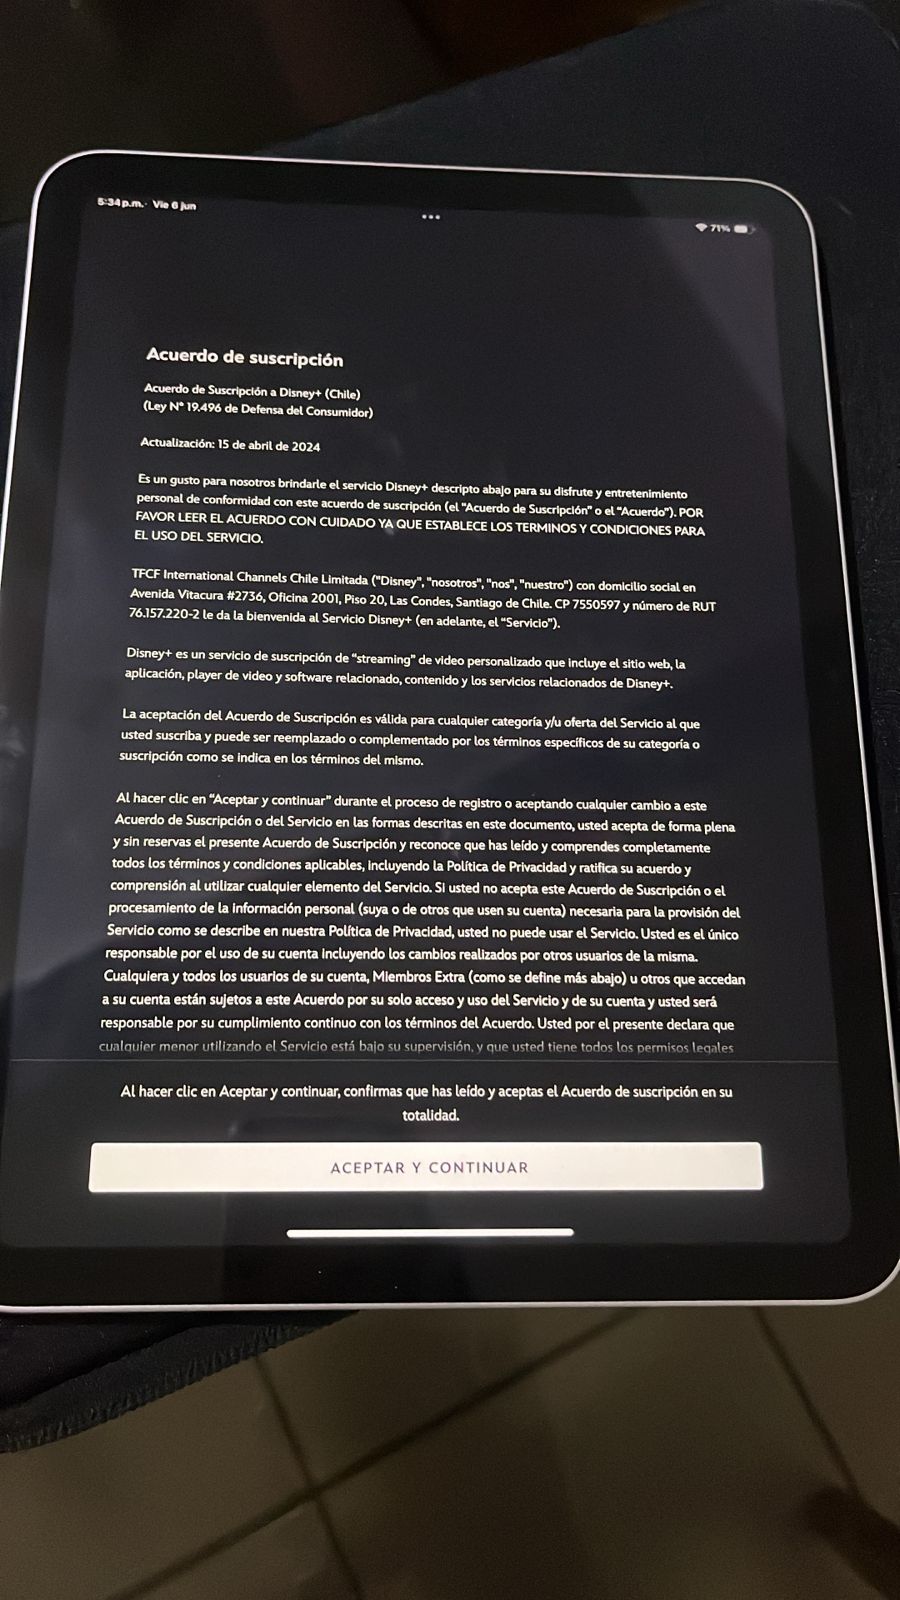 5:34 p.m. Vie 6 jun
71%
Acuerdo de suscripción
Acuerdo de Suscripción a Disney+ (Chile)
(Ley N° 19.496 de Defensa del Consumidor)
Actualización: 15 de abril de 2024
Es un gusto para nosotros brindarle el servicio Disney+ descripto abajo para su disfrute y entretenimiento
personal de conformidad con este acuerdo de suscripción (el "Acuerdo de Suscripción" o el "Acuerdo"). POR
FAVOR LEER EL ACUERDO CON CUIDADO YA QUE ESTABLECE LOS TERMINOS Y CONDICIONES PARA
EL USO DEL SERVICIO.
TFCF International Channels Chile Limitada ("Disney", "nosotros", "nos", "nuestro") con domicilio social en
Avenida Vitacura #2736, Oficina 2001, Piso 20, Las Condes, Santiago de Chile. CP 7550597 y número de RUT
76.157.220-2 le da la bienvenida al Servicio Disney+ (en adelante, el "Servicio").
Disney+ es un servicio de suscripción de "streaming" de video personalizado que incluye el sitio web, la
aplicación, player de video y software relacionado, contenido y los servicios relacionados de Disney+.
La aceptación del Acuerdo de Suscripción es válida para cualquier categoría y/u oferta del Servicio al que
usted suscriba y puede ser reemplazado o complementado por los términos específicos de su categoría o
suscripción como se indica en los términos del mismo.
Al hacer clic en "Aceptar y continuar" durante el proceso de registro o aceptando cualquier cambio a este
Acuerdo de Suscripción o del Servicio en las formas descritas en este documento, usted acepta de forma plena
y sin reservas el presente Acuerdo de Suscripción y reconoce que has leído y comprendes completamente
todos los términos y condiciones aplicables, incluyendo la Política de Privacidad y ratifica su acuerdo y
comprensión al utilizar cualquier elemento del Servicio. Si usted no acepta este Acuerdo de Suscripción o el
procesamiento de la información personal (suya o de otros que usen su cuenta) necesaria para la provisión del
Servicio como se describe en nuestra Política de Privacidad, usted no puede usar el Servicio. Usted es el único
responsable por el uso de su cuenta incluyendo los cambios realizados por otros usuarios de la misma.
Cualquiera y todos los usuarios de su cuenta, Miembros Extra (como se define más abajo) u otros que accedan
a su cuenta están sujetos a este Acuerdo por su solo acceso y uso del Servicio y de su cuenta y usted será
responsable por su cumplimiento continuo con los términos del Acuerdo. Usted por el presente declara que
cualquier menor utilizando el Servicio está bajo su supervisión, y que usted tiene todos los permisos legales
Al hacer clic en Aceptar y continuar, confirmas que has leído y aceptas el Acuerdo de suscripción en su
totalidad.
ACEPTAR Y CONTINUAR